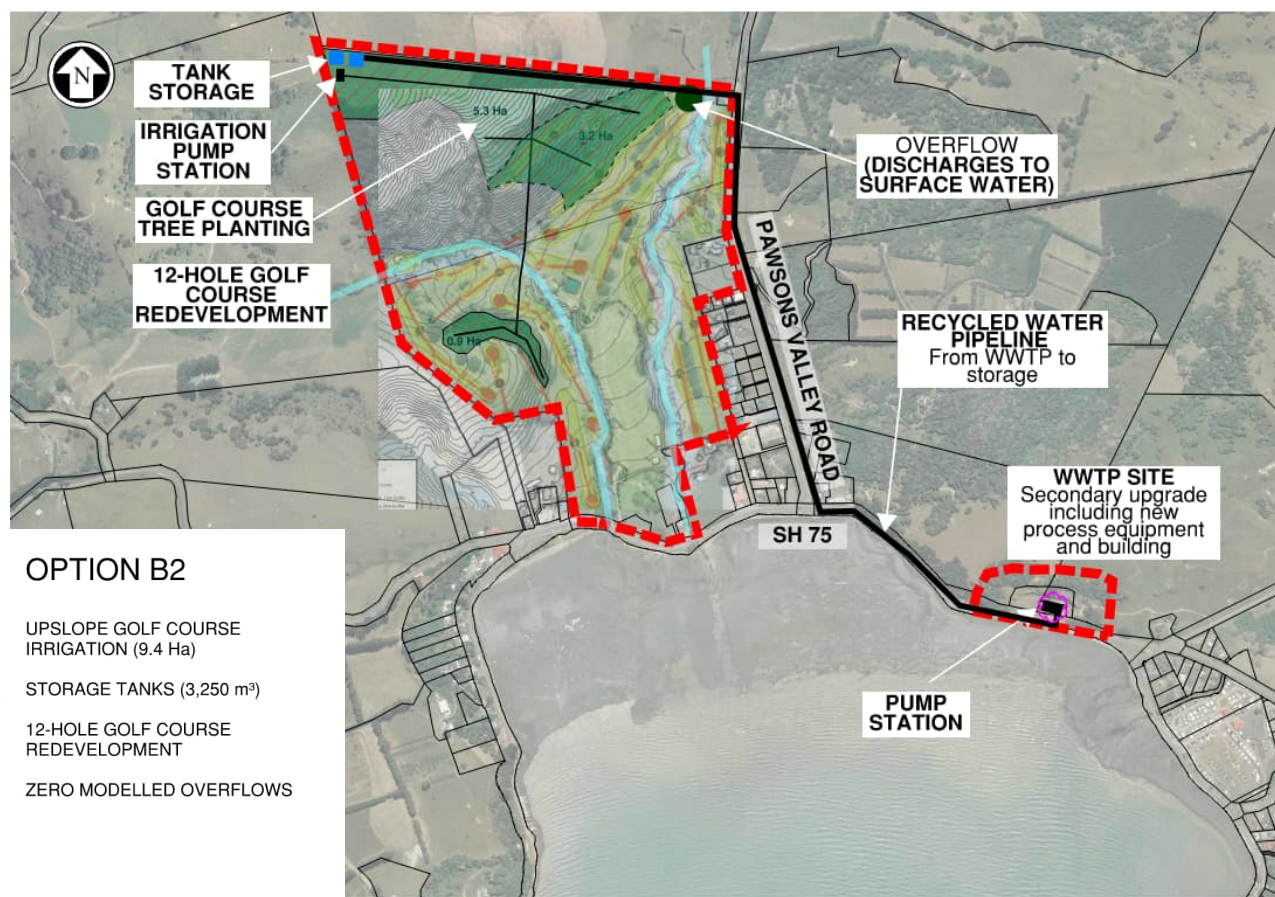 N
TANK
STORAGE
IRRIGATION
PUMP
STATION
GOLF COURSE
TREE PLANTING
12-HOLE GOLF
COURSE
REDEVELOPMENT
5.3 Ha
3.2 Ha
0.9 Ha
OVERFLOW
(DISCHARGES TO
SURFACE WATER)
PAWSONS VALLEY ROAD
RECYCLED WATER
PIPELINE
From WWTP to
storage
WWTP SITE
Secondary upgrade
including new
process equipment
and building
SH 75
PUMP
STATION
OPTION B2
UPSLOPE GOLF COURSE
IRRIGATION (9.4 Ha)
STORAGE TANKS (3,250 m³)
12-HOLE GOLF COURSE
REDEVELOPMENT
ZERO MODELLED OVERFLOWS